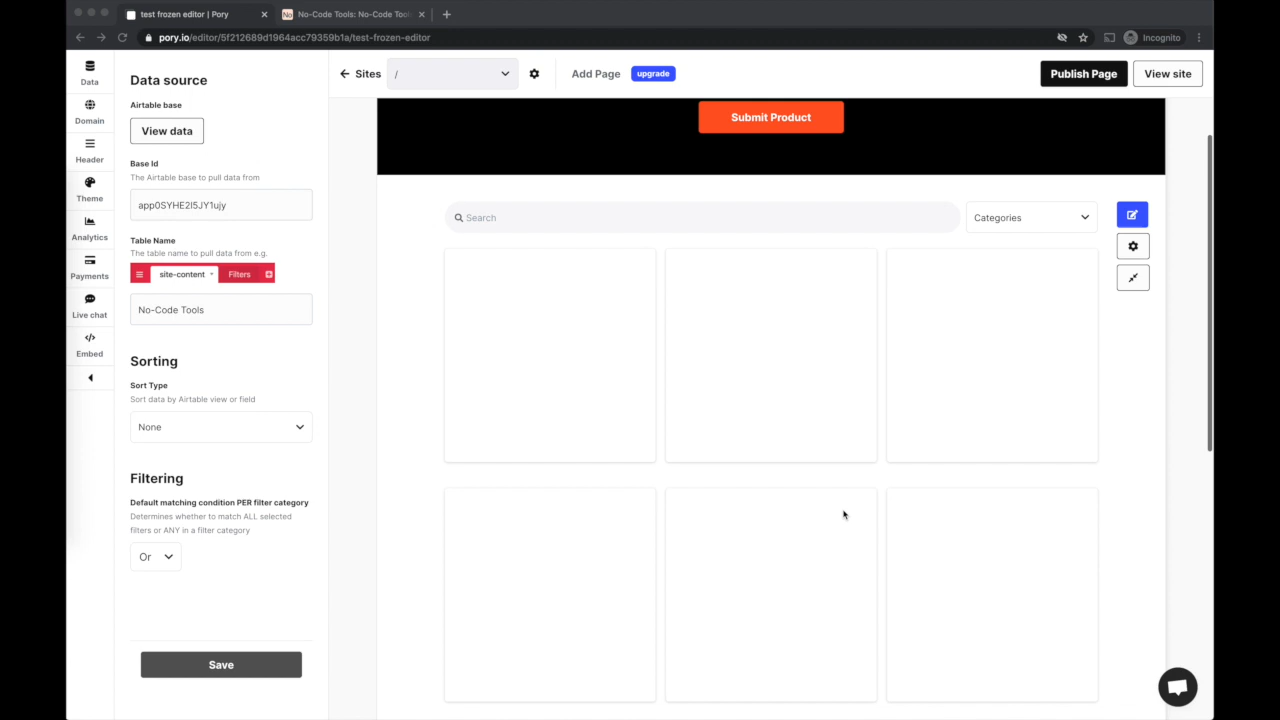 test frozen editor | Pory
No-Code Tools: No-Code Tool
pory.io/editor/5f212689d1964acc79359b1a/test-frozen-editor
Incognito
Data
Domain
Header
Theme
Analytics
Payments
Live chat
Embed
Data source
Airtable base
View data
Base Id
The Airtable base to pull data from
app0SYHE2I5JY1ujy
Table Name
The table name to pull data from e.g.
site-content
Filters
No-Code Tools
Sorting
Sort Type
Sort data by Airtable view or field
None
Filtering
Default matching condition PER filter category
Determines whether to match ALL selected
filters or ANY in a filter category
Or
Save
Sites
/
Add Page
upgrade
Publish Page
View site
Submit Product
Search
Categories